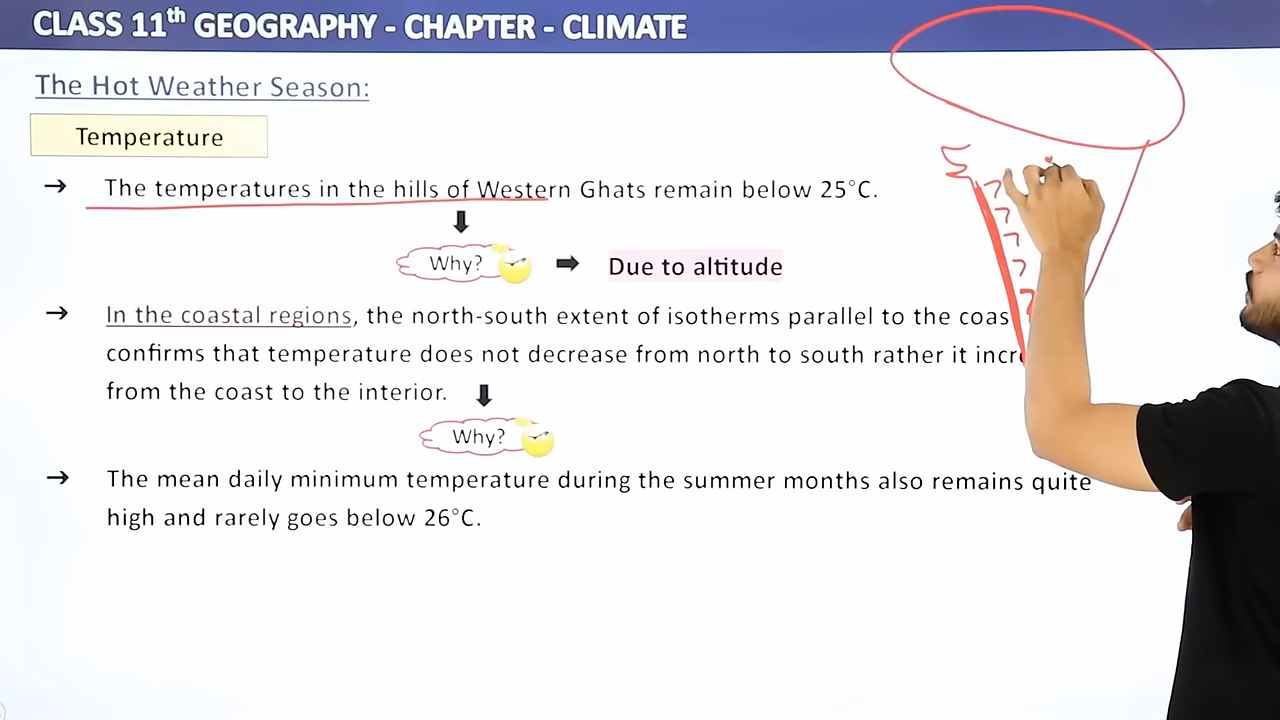 CLASS 11th GEOGRAPHY - CHAPTER - CLIMATE
The Hot Weather Season:
Temperature
→ The temperatures in the hills of Western Ghats remain below 25°C.
Why? Due to altitude
→ In the coastal regions, the north-south extent of isotherms parallel to the
confirms that temperature does not decrease from north to south rather it
from the coast to the interior.
Why?
→ The mean daily minimum temperature during the summer months also remains quite
high and rarely goes below 26°C.